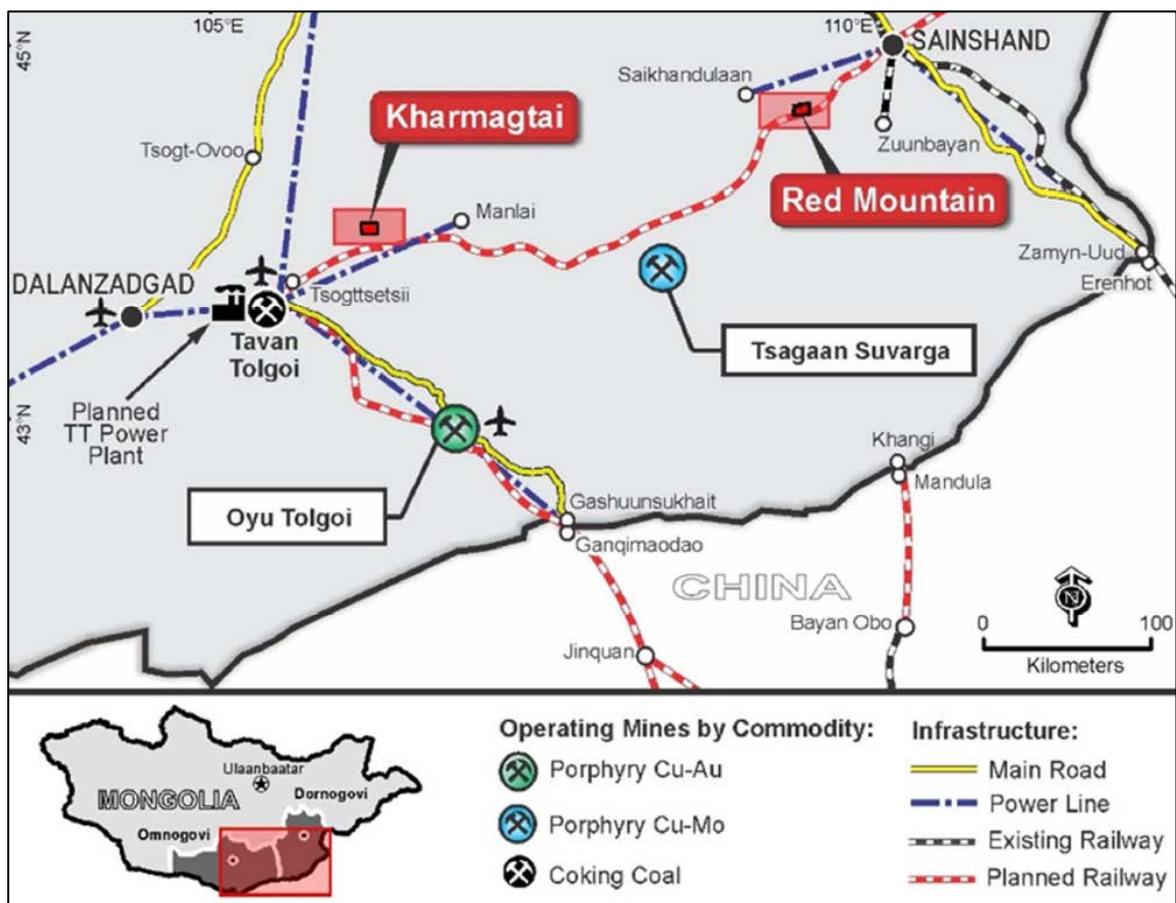 105°E
110°E
45°N
SAINSHAND
Saikhandulaan
Kharmagtai
Tsogt-Ovoo
Zuunbayan
Red Mountain
Manlai
Zamyn-Uud
Erenhot
DALANZADGAD
Tsogttsetsii
Tavan
Tolgoi
Tsagaan Suvarga
43°N
43°N
Planned
TT Power
Plant
Khangi
Mandula
Oyu Tolgoi
Gashuunsukhait
Ganqimaodao
CHINA
N
Bayan Obo
0
100
Jinquan
Kilometers
Ulaanbaatar
MONGOLIA
Dornogovi
Omnogovi
Operating Mines by Commodity:
Porphyry Cu-Au
Porphyry Cu-Mo
Coking Coal
Infrastructure:
Main Road
Power Line
Existing Railway
Planned Railway